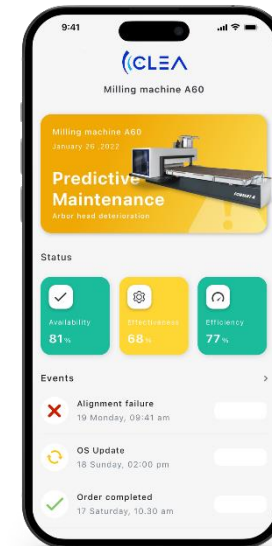 9:41
CLEA
Milling machine A60
Milling machine A60
January 26 ,2022
Predictive
Maintenance
Arbor head deterioration
Status
Availability
81%
Effectiveness
68%
Efficiency
77%
Events
Alignment failure
19 Monday, 09:41 am
OS Update
18 Sunday, 02:00 pm
Order completed
17 Saturday, 10.30 am